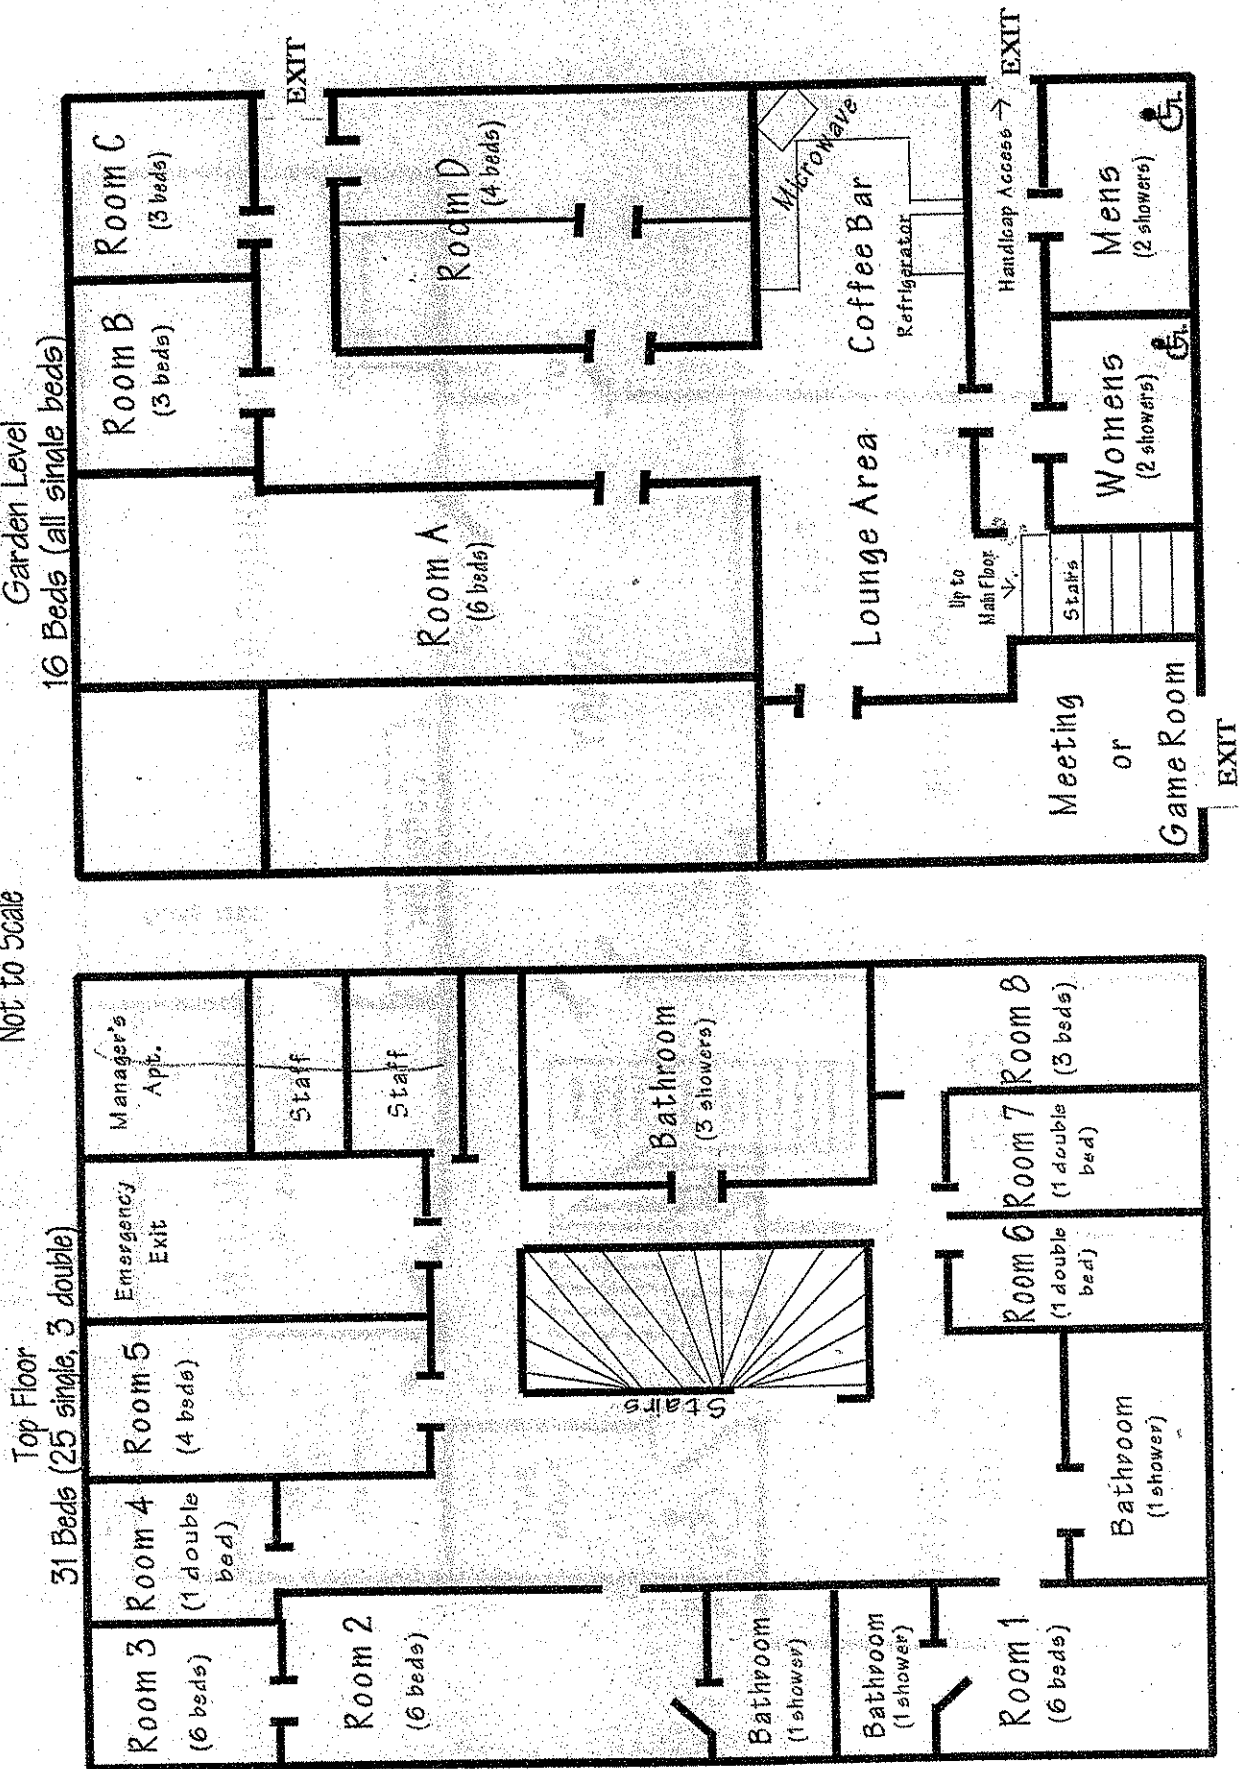 Not to Scale
Top Floor
31 Beds (25 single, 3 double)
Room 3
(6 beds)
Room 4
(1 double
bed)
Room 5
(4 beds)
Emergency
Exit
Manager's
Apt.
Staff
Staff
Room 2
(6 beds)
Stairs
Bathroom
(3 showers)
Bathroom
(1 shower)
Bathroom
(1 shower)
Room 1
(6 beds)
Bathroom
(1 shower)
Room 6
(1 double
bed)
Room 7
(1 double
bed)
Room 8
(3 beds)
Garden Level
16 Beds (all single beds)
Room B
(3 beds)
Room C
(3 beds)
EXIT
Room A
(6 beds)
Room D
(4 beds)
Microwave
Lounge Area
Coffee Bar
Refrigerator
Up to
Main Floor
Handicap Access →
EXIT
Stairs
Meeting
or
Game Room
EXIT
Womens
(2 showers)
Mens
(2 showers)